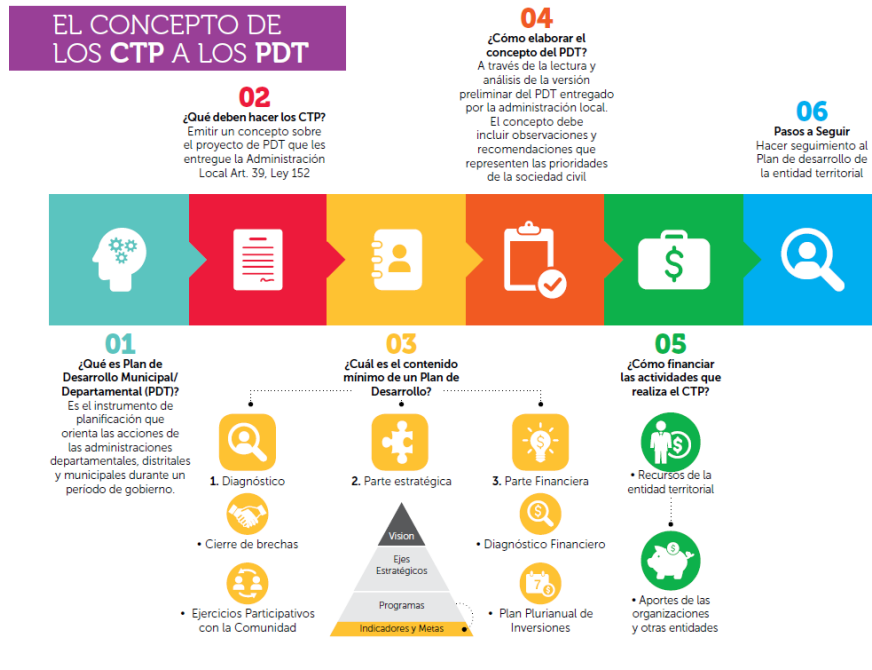 EL CONCEPTO DE
LOS CTP A LOS PDT
01
¿Qué es Plan de
Desarrollo Municipal/
Departamental (PDT)?
Es el instrumento de
planificación que
orienta las acciones de
las administraciones
departamentales, distritales
y municipales durante un
período de gobierno.
02
¿Qué deben hacer los CTP?
Emitir un concepto sobre
el proyecto de PDT que les
entregue la Administración
Local Art. 39, Ley 152
03
¿Cuál es el contenido
mínimo de un Plan de
Desarrollo?
1. Diagnóstico
• Cierre de brechas
• Ejercicios Participativos
con la Comunidad
2. Parte estratégica
Vision
Ejes
Estratégicos
Programas
Indicadores y Metas
3. Parte Financiera
$
• Diagnóstico Financiero
$
7
$
• Plan Plurianual de
Inversiones
04
¿Cómo elaborar el
concepto del PDT?
A través de la lectura y
análisis de la versión
preliminar del PDT entregado
por la administración local.
El concepto debe
incluir observaciones y
recomendaciones que
representen las prioridades
de la sociedad civil
$
05
¿Cómo financiar
las actividades que
realiza el CTP?
$
• Recursos de la
entidad territorial
$
• Aportes de las
organizaciones
y otras entidades
06
Pasos a Seguir
Hacer seguimiento al
Plan de desarrollo de
la entidad territorial